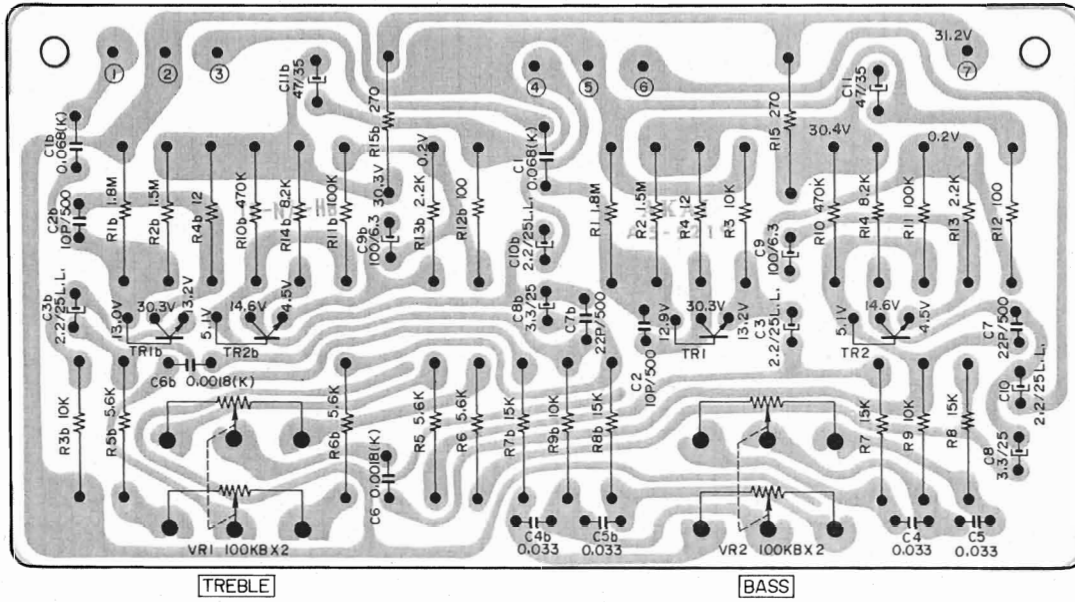 31.2V
① ② ③ ④ ⑤ ⑥ ⑦
C11b 47/35
C11 47/35
R15b 270
R15 270
C1b 0.068(K)
C1 0.068(K)
30.4V
0.2V
0.2V
30.3V
C2b 10P/500
R1b 1.8M
R2b 1.5M
R4b 12
R10b 470K
R14b 8.2K
R11b 100K
C9b 100/6.3
R13b 2.2K
R12b 100
C10b 2.2/25L.L.
R1 1.8M
R2 1.5M
R4 12
R3 10K
C9 100/6.3
R10 470K
R14 8.2K
R11 100K
R13 2.2K
R12 100
C3b 2.2/25L.L.
13.0V
30.3V
13.2V
5.1V
14.6V
4.5V
C8b 3.3/25
C7b 22P/500
C2 10P/500
12.9V
30.3V
13.2V
C3 2.2/25L.L.
5.1V
14.6V
4.5V
C7 22P/500
TR1b
TR2b
TR1
TR2
C6b 0.0018(K)
C10 2.2/25L.L.
R3b 10K
R5b 5.6K
R6b 5.6K
R5 5.6K
R6 5.6K
R7b 15K
R9b 10K
R8b 15K
R7 15K
R9 10K
R8 15K
C8 3.3/25
C6 0.0018(K)
VR1 100KBX2
C4b 0.033
C5b 0.033
VR2 100KBX2
C4 0.033
C5 0.033
TREBLE
BASS